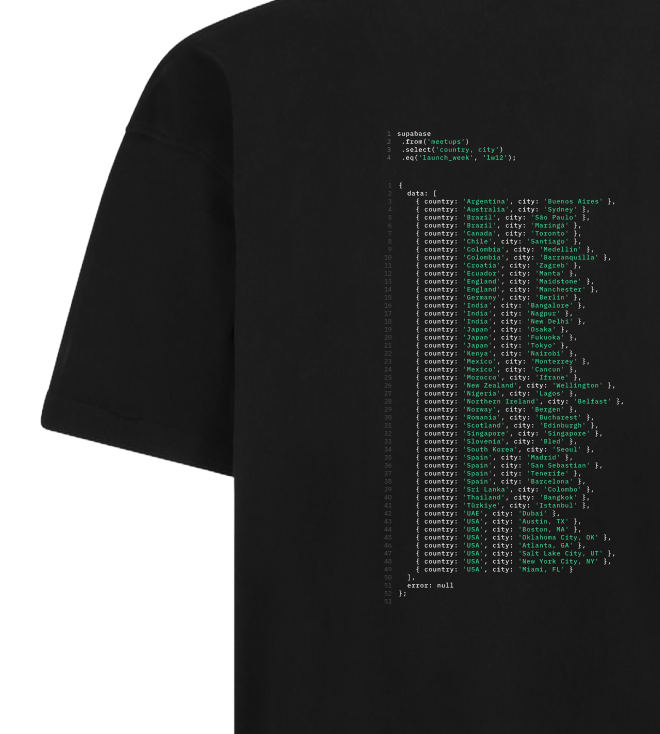 1 supabase
2 .from('meetups')
3 .select('country, city')
4 .eq('launch_week', 'lw12');
1 {
2 data: [
3 { country: 'Argentina', city: 'Buenos Aires' },
4 { country: 'Australia', city: 'Sydney' },
5 { country: 'Brazil', city: 'São Paulo' },
6 { country: 'Brazil', city: 'Maringá' },
7 { country: 'Canada', city: 'Toronto' },
8 { country: 'Chile', city: 'Santiago' },
9 { country: 'Colombia', city: 'Medellin' },
10 { country: 'Colombia', city: 'Barranquilla' },
11 { country: 'Croatia', city: 'Zagreb' },
12 { country: 'Ecuador', city: 'Manta' },
13 { country: 'England', city: 'Maidstone' },
14 { country: 'England', city: 'Manchester' },
15 { country: 'Germany', city: 'Berlin' },
16 { country: 'India', city: 'Bangalore' },
17 { country: 'India', city: 'Nagpur' },
18 { country: 'India', city: 'New Delhi' },
19 { country: 'Japan', city: 'Osaka' },
20 { country: 'Japan', city: 'Fukuoka' },
21 { country: 'Japan', city: 'Tokyo' },
22 { country: 'Kenya', city: 'Nairobi' },
23 { country: 'Mexico', city: 'Monterrey' },
24 { country: 'Mexico', city: 'Cancun' },
25 { country: 'Morocco', city: 'Ifrane' },
26 { country: 'New Zealand', city: 'Wellington' },
27 { country: 'Nigeria', city: 'Lagos' },
28 { country: 'Northern Ireland', city: 'Belfast' },
29 { country: 'Norway', city: 'Bergen' },
30 { country: 'Romania', city: 'Bucharest' },
31 { country: 'Scotland', city: 'Edinburgh' },
32 { country: 'Singapore', city: 'Singapore' },
33 { country: 'Slovenia', city: 'Bled' },
34 { country: 'South Korea', city: 'Seoul' },
35 { country: 'Spain', city: 'Madrid' },
36 { country: 'Spain', city: 'San Sebastian' },
37 { country: 'Spain', city: 'Tenerife' },
38 { country: 'Spain', city: 'Barcelona' },
39 { country: 'Sri Lanka', city: 'Colombo' },
40 { country: 'Thailand', city: 'Bangkok' },
41 { country: 'Türkiye', city: 'Istanbul' },
42 { country: 'UAE', city: 'Dubai' },
43 { country: 'USA', city: 'Austin, TX' },
44 { country: 'USA', city: 'Boston, MA' },
45 { country: 'USA', city: 'Oklahoma City, OK' },
46 { country: 'USA', city: 'Atlanta, GA' },
47 { country: 'USA', city: 'Salt Lake City, UT' },
48 { country: 'USA', city: 'New York City, NY' },
49 { country: 'USA', city: 'Miami, FL' }
50 ],
51 error: null
52 };
53